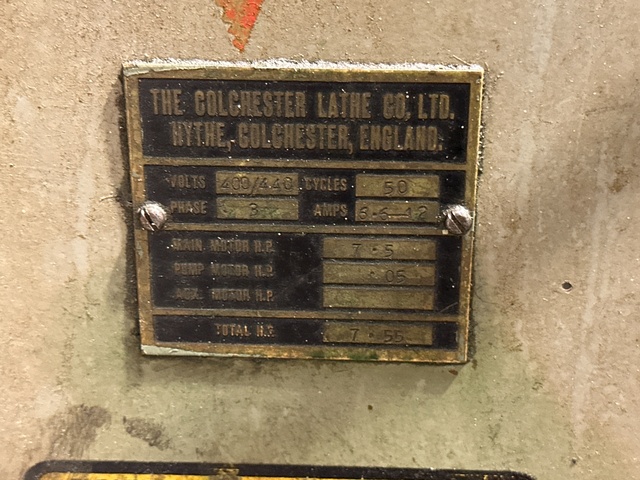 THE COLCHESTER LATHE CO, LTD.
HYTHE, COLCHESTER, ENGLAND.
VOLTS 400/440 CYCLES 50
PHASE 3 AMPS
MAIN MOTOR H.P. 7.5
PUMP MOTOR H.P. .05
AUX. MOTOR H.P.
TOTAL H.P. 7.55